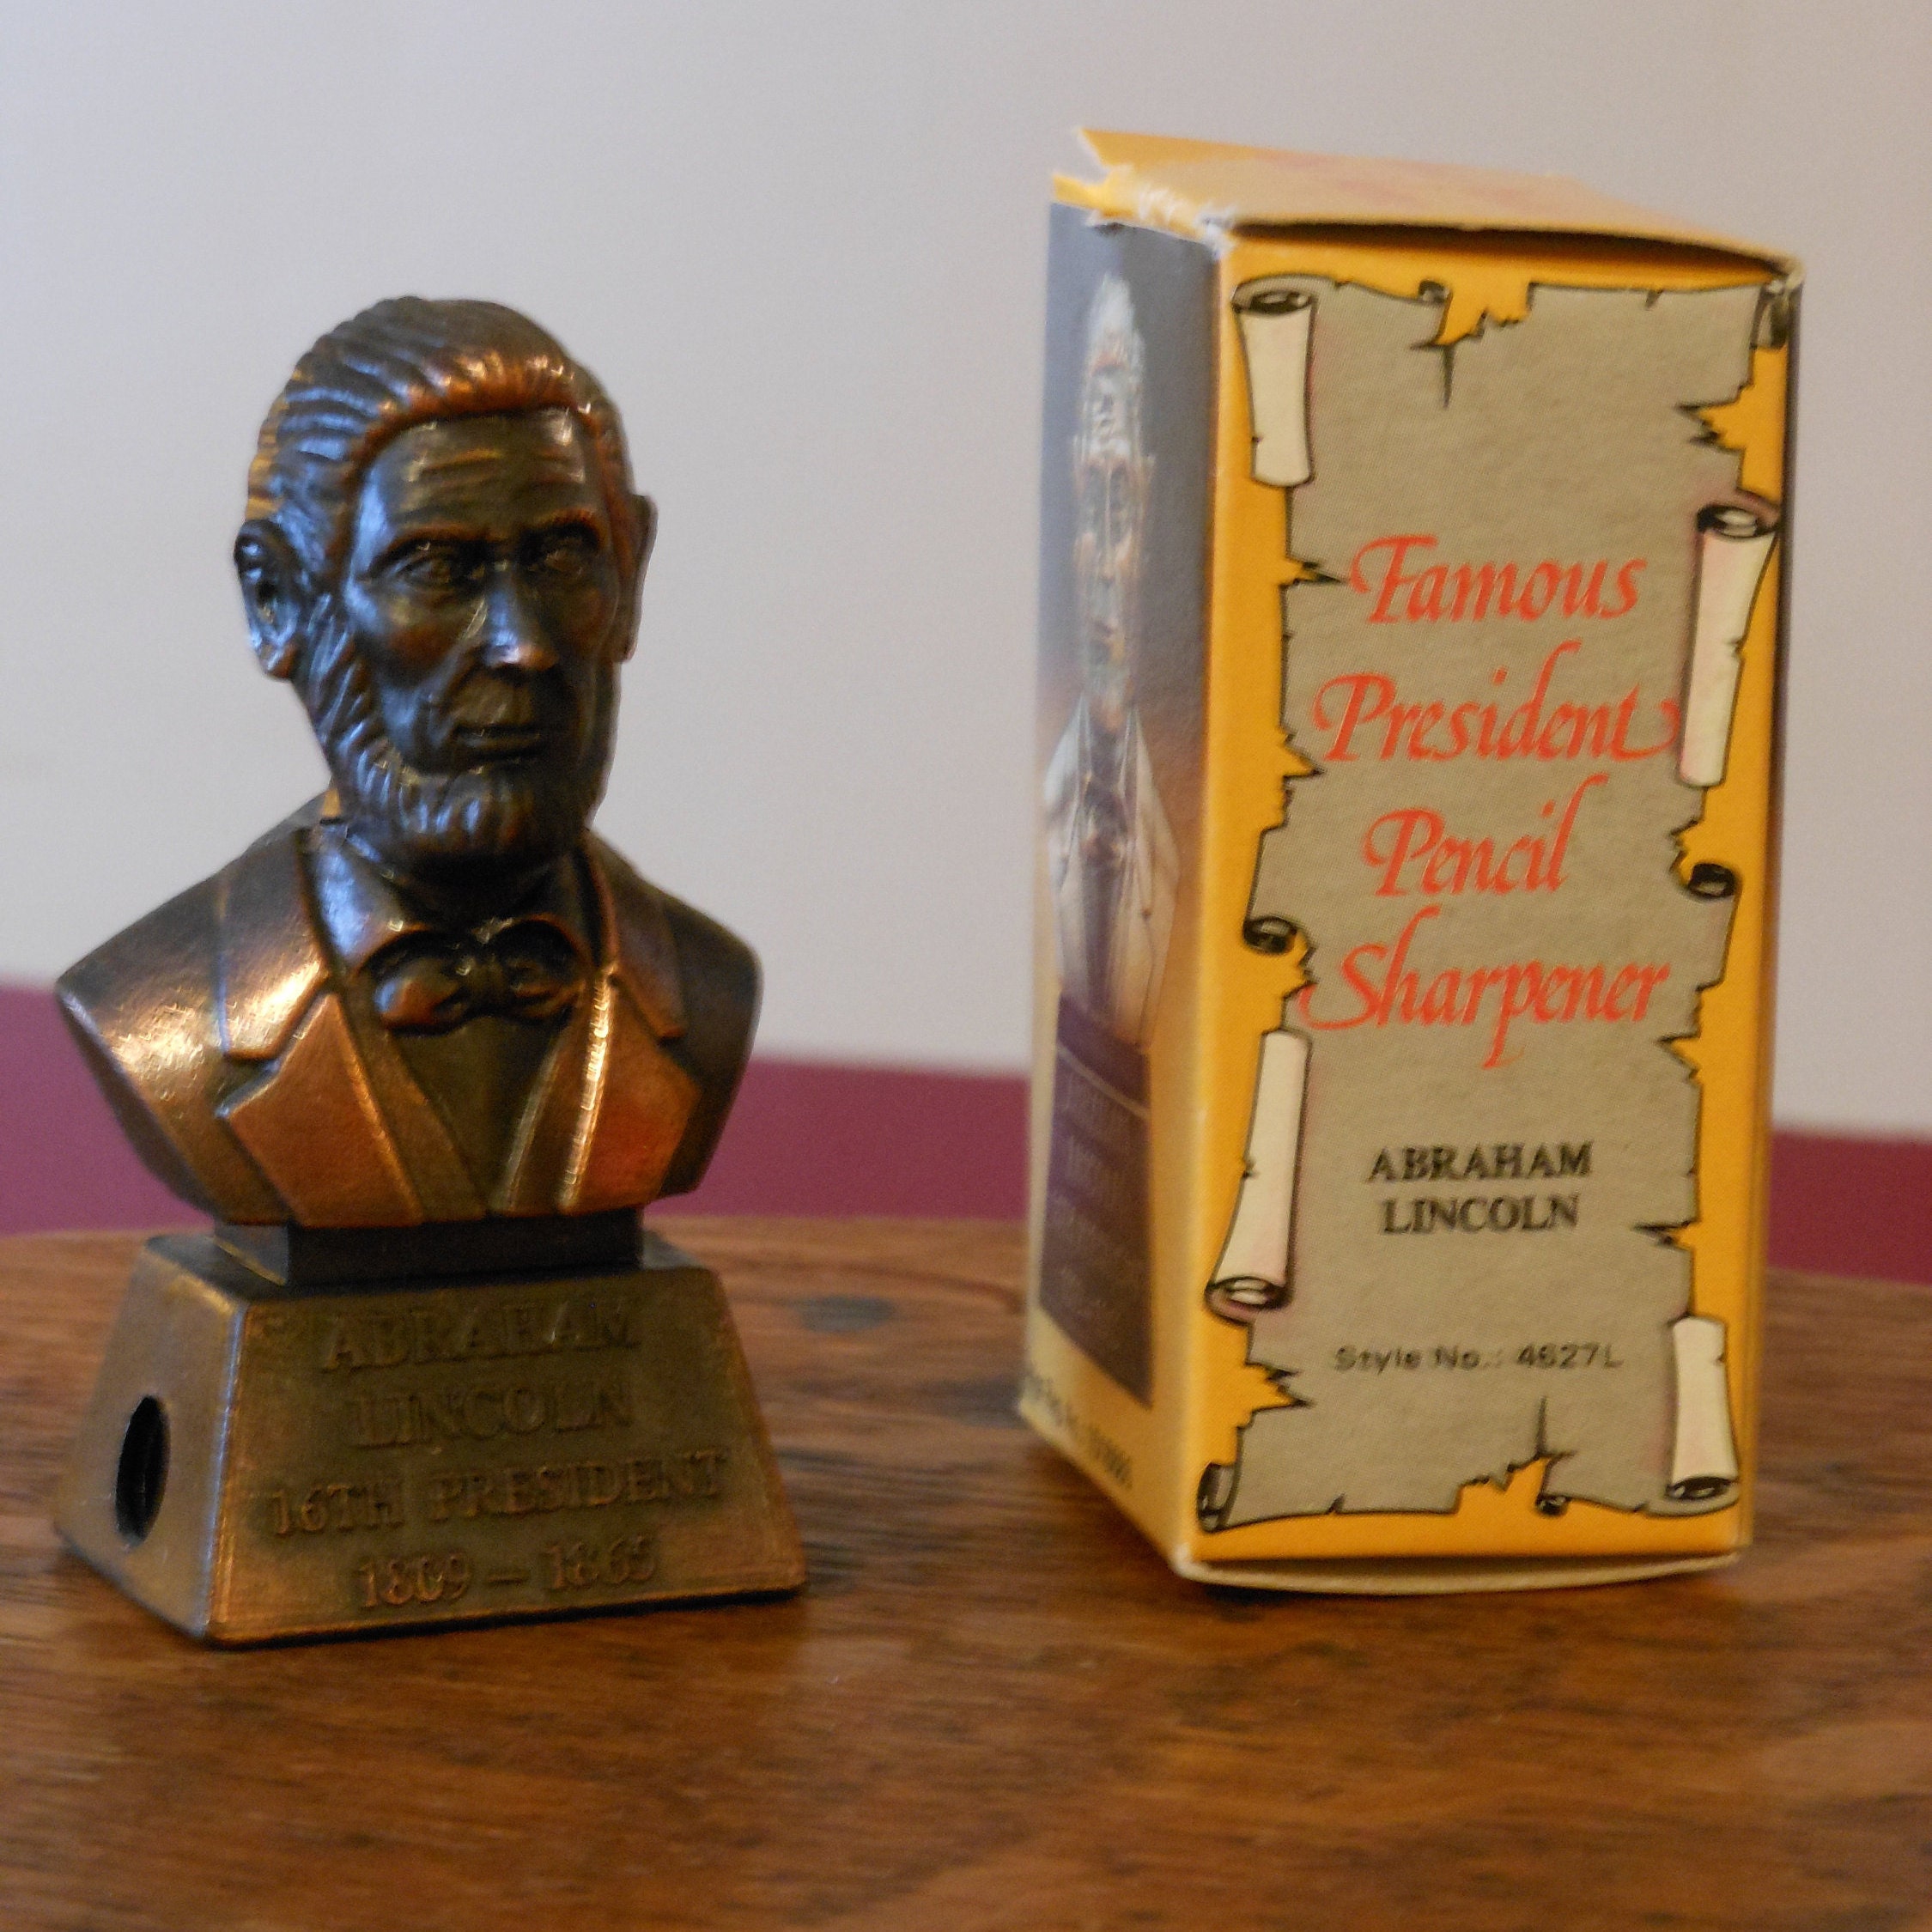 ABRAHAM
LINCOLN
16TH PRESIDENT
1809 — 1865
Famous
President
Pencil
Sharpener
ABRAHAM
LINCOLN
Style No.: 4627L